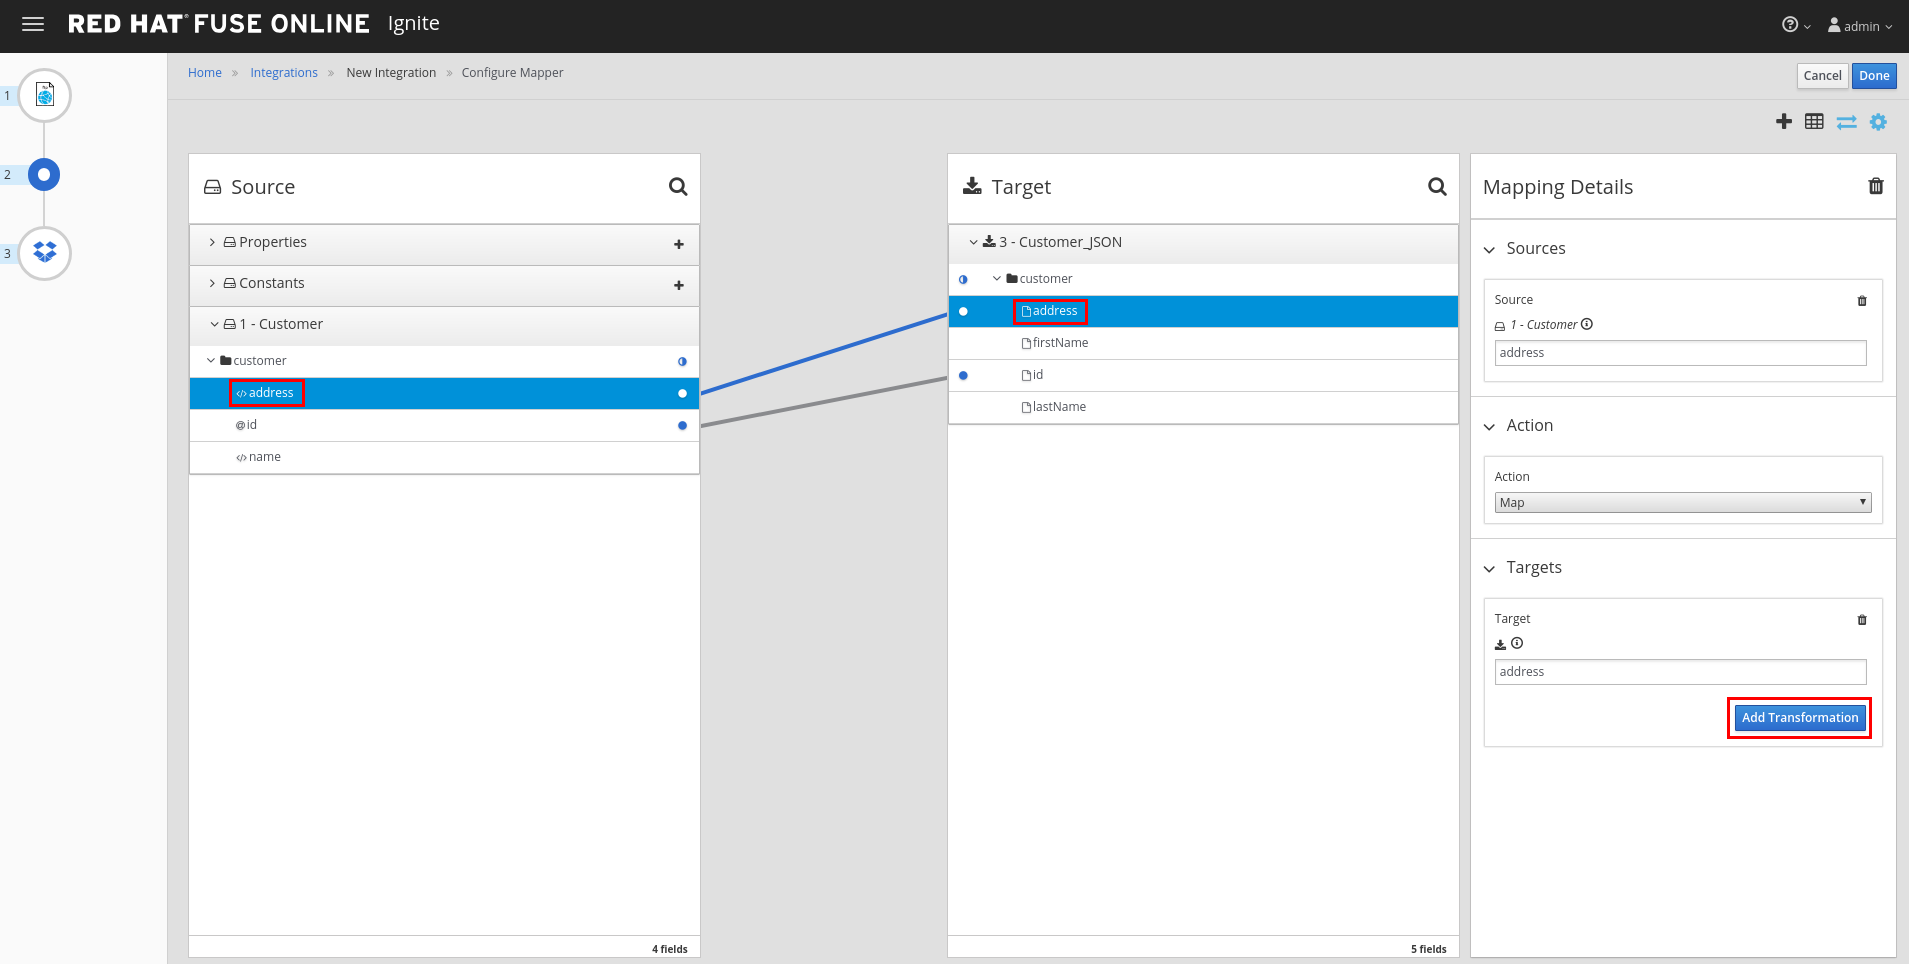 RED HAT® FUSE ONLINE Ignite
admin
Home » Integrations » New Integration » Configure Mapper
Cancel Done
1
2
3
Source
Properties
Constants
1 - Customer
customer
</> address
@ id
</> name
4 fields
Target
3 - Customer_JSON
customer
address
firstName
id
lastName
5 fields
Mapping Details
Sources
Source
1 - Customer
address
Action
Action
Map
Targets
Target
address
Add Transformation